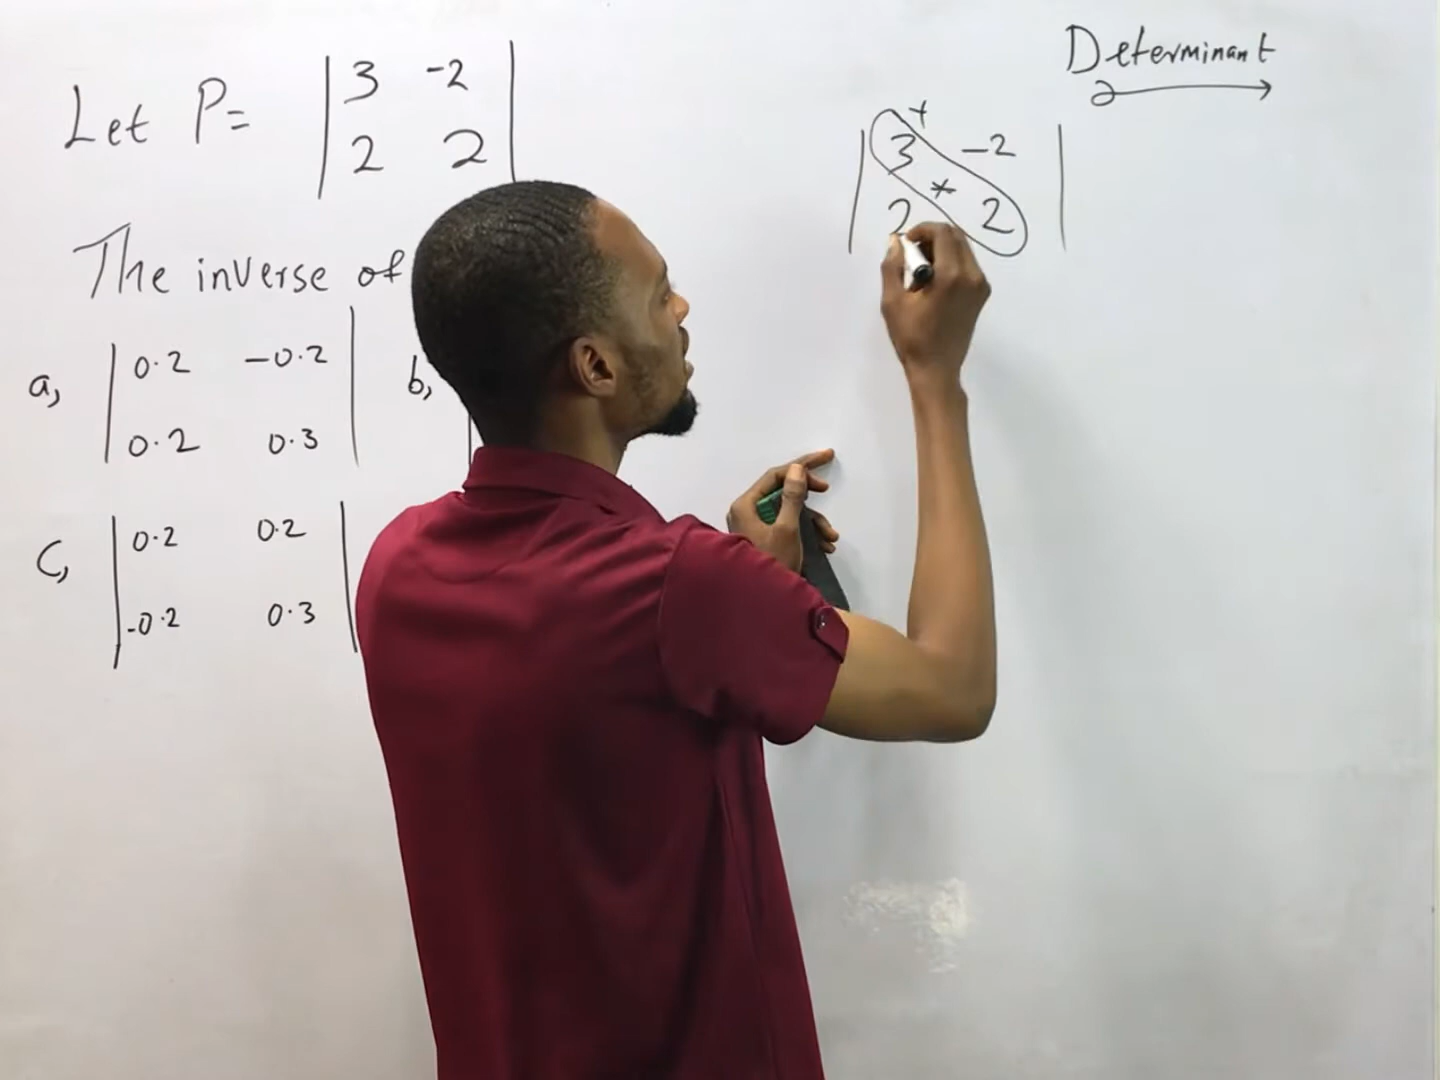 Let P= | 3 -2 |
| 2 2 |
The inverse of
a, | 0.2 -0.2 |
| 0.2 0.3 |
b,
c, | 0.2 0.2 |
| -0.2 0.3 |
Determinant
+
| 3 -2 |
*
| 2 2 |